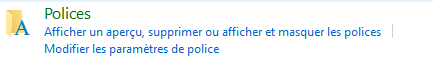 Polices
Afficher un aperçu, supprimer ou afficher et masquer les polices
Modifier les paramètres de police